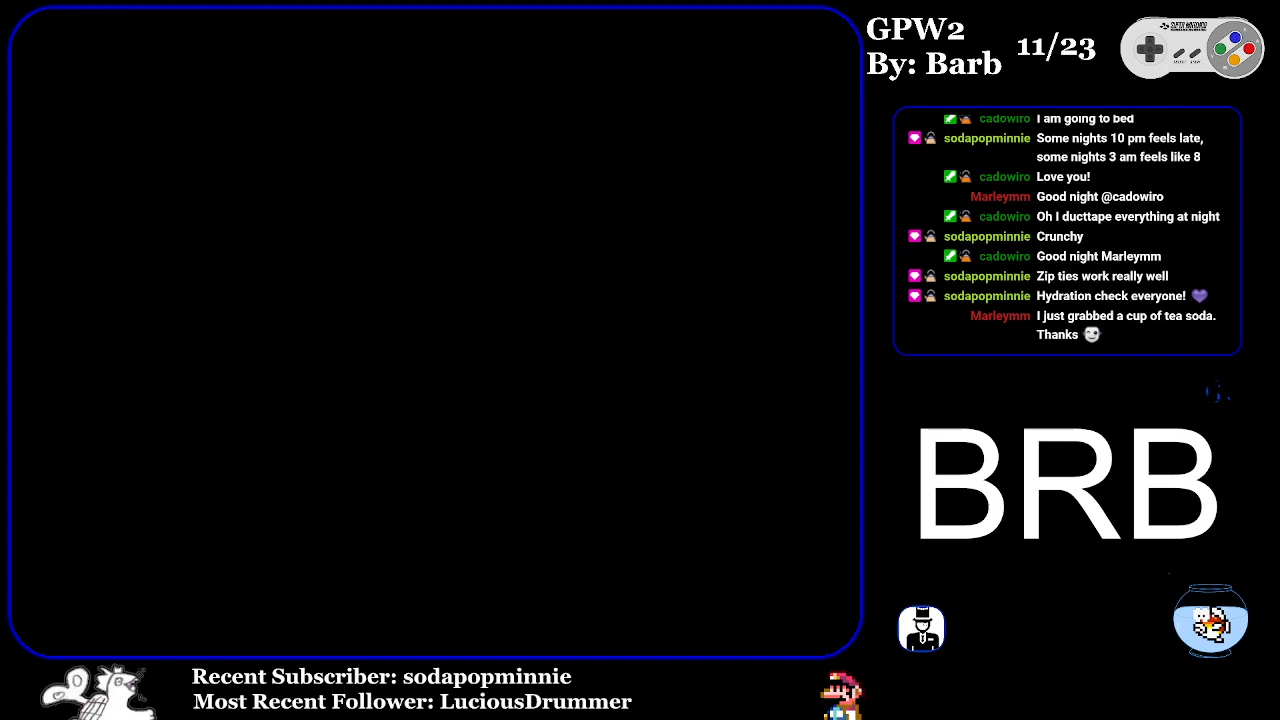 GPW2
By: Barb
11/23
SUPER NINTENDO
cadowiro I am going to bed
sodapopminnie Some nights 10 pm feels late,
some nights 3 am feels like 8
cadowiro Love you!
Marleymm Good night @cadowiro
cadowiro Oh I ducttape everything at night
sodapopminnie Crunchy
cadowiro Good night Marleymm
sodapopminnie Zip ties work really well
sodapopminnie Hydration check everyone!
Marleymm I just grabbed a cup of tea soda.
Thanks
BRB
Recent Subscriber: sodapopminnie
Most Recent Follower: LuciousDrummer